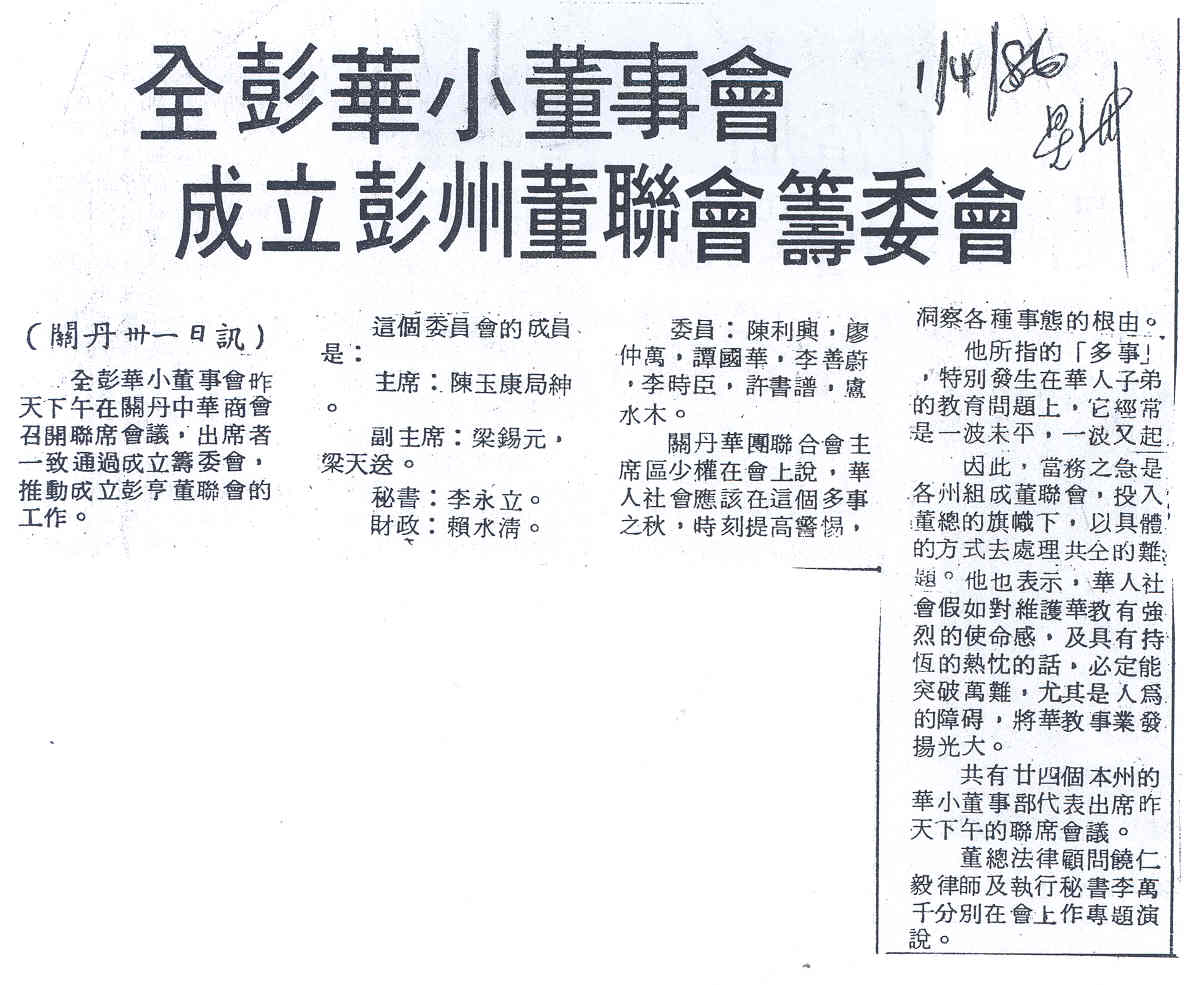 全彭華小董事會
成立彭州董聯會籌委會
1/4/86
（關丹卅一日訊）
全彭華小董事會昨
天下午在關丹中華商會
召開聯席會議，出席者
一致通過成立籌委會，
推動成立彭亨董聯會的
工作。
這個委員會的成員
是：
主席：陳玉康局紳
。
副主席：梁錫元，
梁天送。
秘書：李永立。
財政：賴水清。
委員：陳利興，廖
仲萬，譚國華，李善蔚
，李時臣，許書譜，盧
水木。
關丹華團聯合會主
席區少權在會上說，華
人社會應該在這個多事
之秋，時刻提高警惕，
洞察各種事態的根由。
他所指的「多事」
，特別發生在華人子弟
的教育問題上，它經常
是一波未平，一波又起
因此，當務之急是
各州組成董聯會，投入
董總的旗幟下，以具體
的方式去處理共仝的難
題。他也表示，華人社
會假如對維護華教有強
烈的使命感，及具有持
恆的熱忱的話，必定能
突破萬難，尤其是人爲
的障碍，將華教事業發
揚光大。
共有廿四個本州的
華小董事部代表出席昨
天下午的聯席會議。
董總法律顧問饒仁
毅律師及執行秘書李萬
千分別在會上作專題演
說。